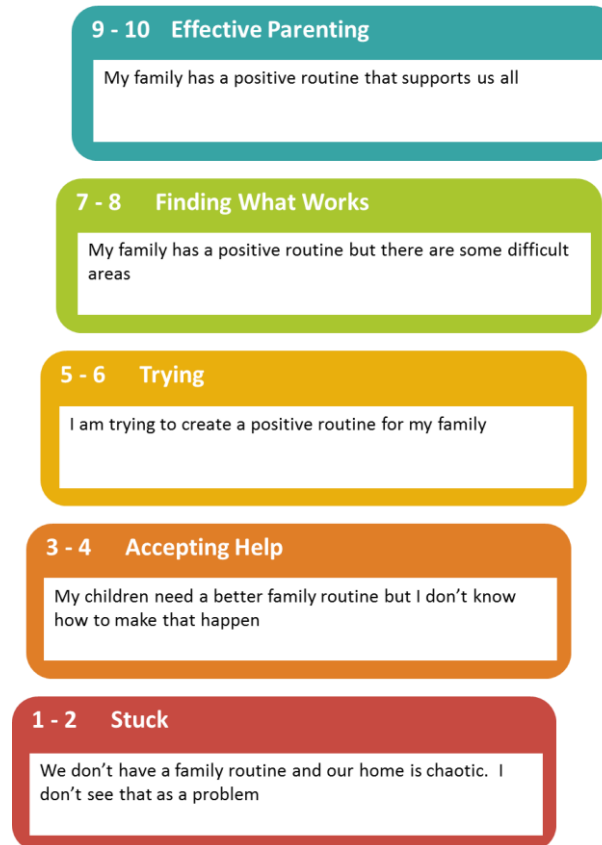 9 - 10 Effective Parenting
My family has a positive routine that supports us all
7 - 8 Finding What Works
My family has a positive routine but there are some difficult
areas
5 - 6 Trying
I am trying to create a positive routine for my family
3 - 4 Accepting Help
My children need a better family routine but I don’t know
how to make that happen
1 - 2 Stuck
We don’t have a family routine and our home is chaotic.  I
don’t see that as a problem